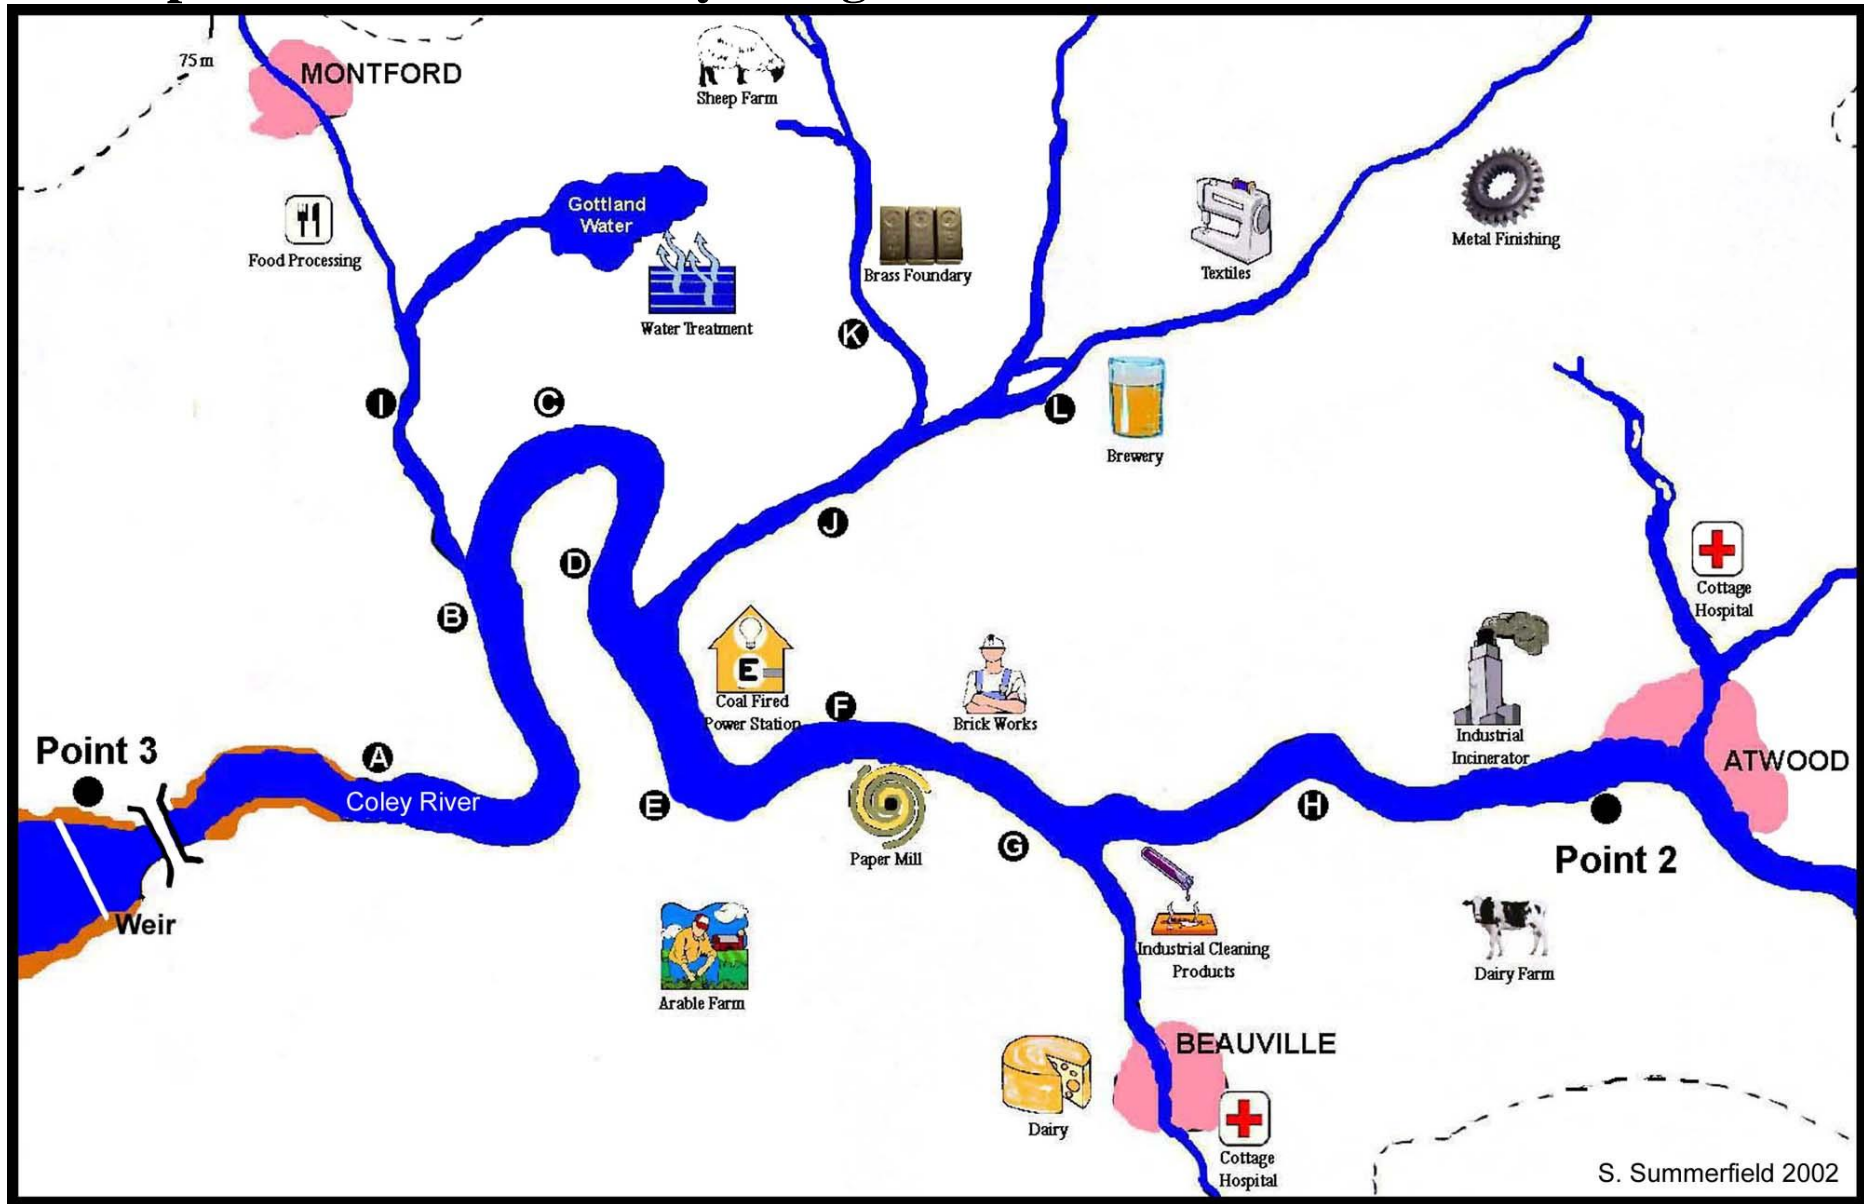 75m
MONTFORD
Sheep Farm
Gottland
Water
Food Processing
Water Treatment
Brass Foundary
Textiles
Metal Finishing
K
I
C
L
Brewery
J
D
B
Cottage
Hospital
E
Coal Fired
Power Station
F
Brick Works
Industrial
Incinerator
ATWOOD
Point 3
A
Coley River
E
H
Point 2
G
Paper Mill
Weir
Industrial Cleaning
Products
Arable Farm
Dairy Farm
BEAUVILLE
Dairy
Cottage
Hospital
S. Summerfield 2002